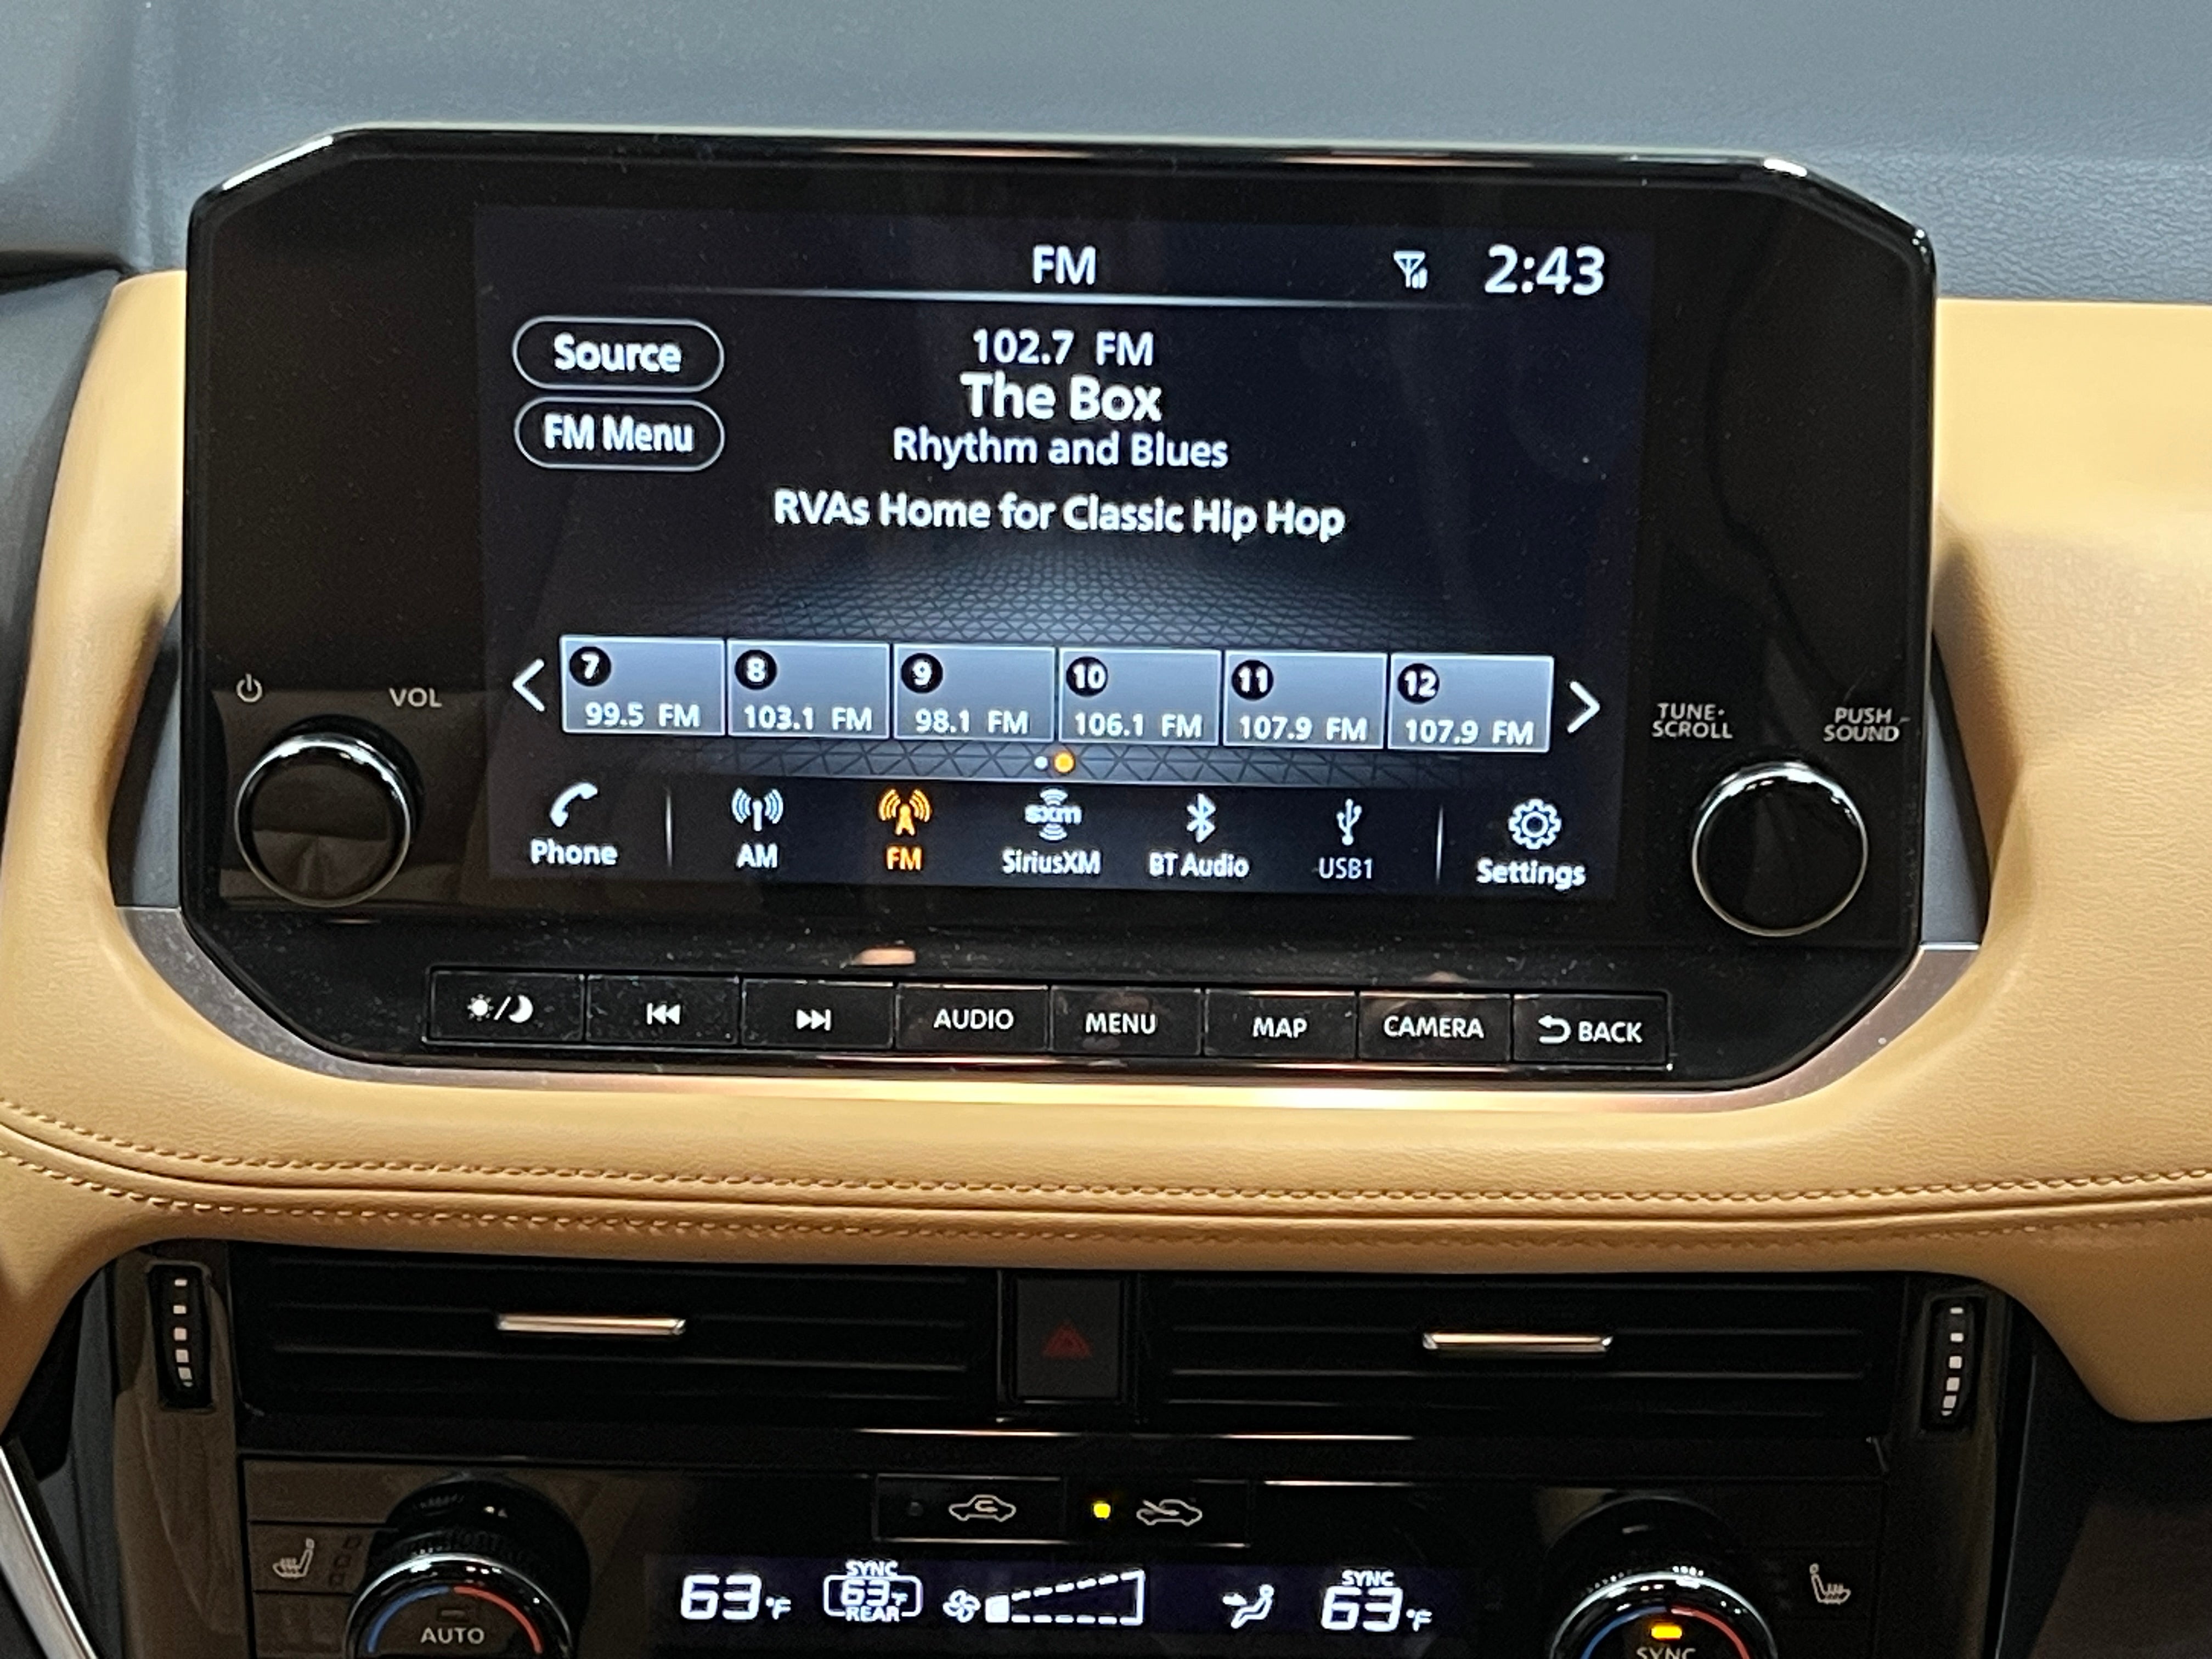 FM 2:43
Source
102.7 FM
The Box
FM Menu
Rhythm and Blues
RVAs Home for Classic Hip Hop
7 8 9 10 11 12
99.5 FM 103.1 FM 98.1 FM 106.1 FM 107.9 FM 107.9 FM
VOL
TUNE·
SCROLL
PUSH
SOUND
sxm
Phone AM FM SiriusXM BT Audio USB1 Settings
AUDIO MENU MAP CAMERA BACK
63°F
SYNC
63°F
REAR
SYNC
63°F
AUTO
SYNC